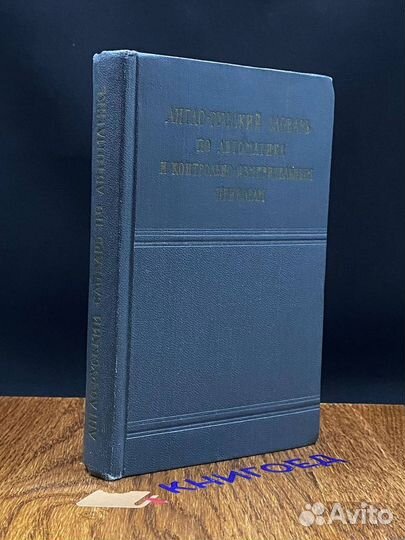 АНГЛО-РУССКИЙ СЛОВАРЬ
ПО АВТОМАТИКЕ
И КОНТРОЛЬНО-ИЗМЕРИТЕЛЬНЫМ
ПРИБОРАМ
АНГЛО-РУССКИЙ СЛОВАРЬ ПО АВТОМАТИКЕ
КНИГОЕД
Avito